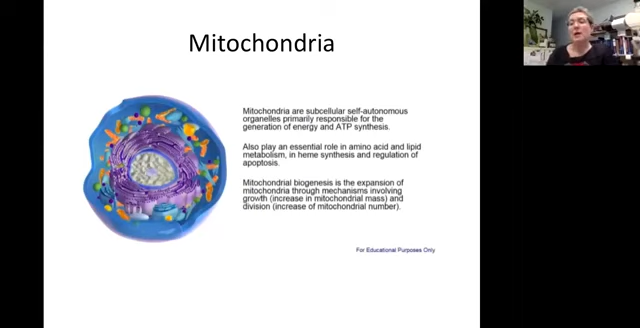 Mitochondria
Mitochondria are subcellular self-autonomous
organelles primarily responsible for the
generation of energy and ATP synthesis.
Also play an essential role in amino acid and lipid
metabolism, in heme synthesis and regulation of
apoptosis.
Mitochondrial biogenesis is the expansion of
mitochondria through mechanisms involving
growth (increase in mitochondrial mass) and
division (increase of mitochondrial number).
For Educational Purposes Only